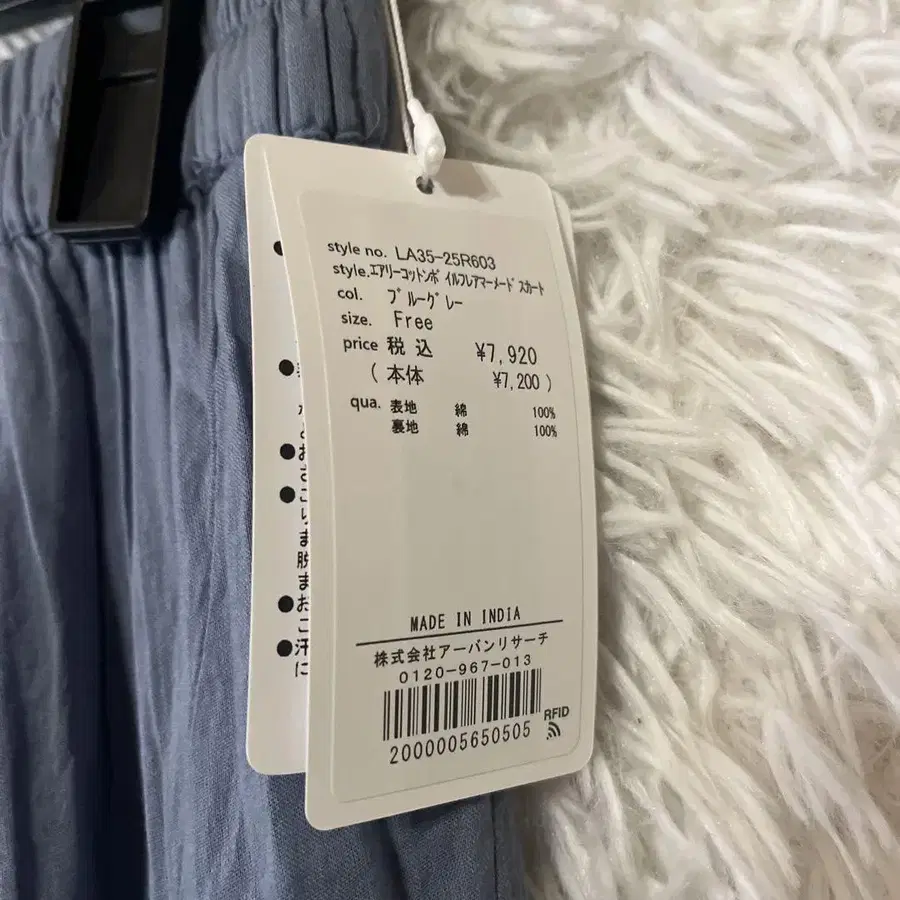 style no. LA35-25R603
style. エアリーコットンボイルフレアマーメードスカート
col. ブルーグレー
size. Free
price 税込 ¥7,920
(本体 ¥7,200)
qua. 表地 綿 100%
裏地 綿 100%
MADE IN INDIA
株式会社アーバンリサーチ
0120-967-013
2000005650505
RFID